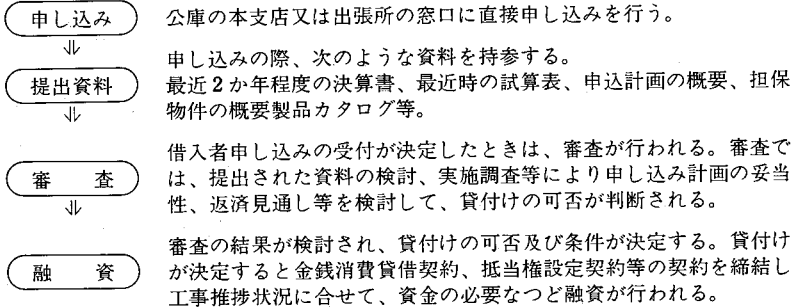 申し込み 公庫の本支店又は出張所の窓口に直接申し込みを行う。
⇓
申し込みの際、次のような資料を持参する。
提出資料 最近2か年程度の決算書、最近時の試算表、申込計画の概要、担保
物件の概要製品カタログ等。
⇓
借入者申し込みの受付が決定したときは、審査が行われる。審査で
審　査 は、提出された資料の検討、実施調査等により申し込み計画の妥当
性、返済見通し等を検討して、貸付けの可否が判断される。
⇓
審査の結果が検討され、貸付けの可否及び条件が決定する。貸付け
融　資 が決定すると金銭消費貸借契約、抵当権設定契約等の契約を締結し
工事推捗状況に合せて、資金の必要なつど融資が行われる。